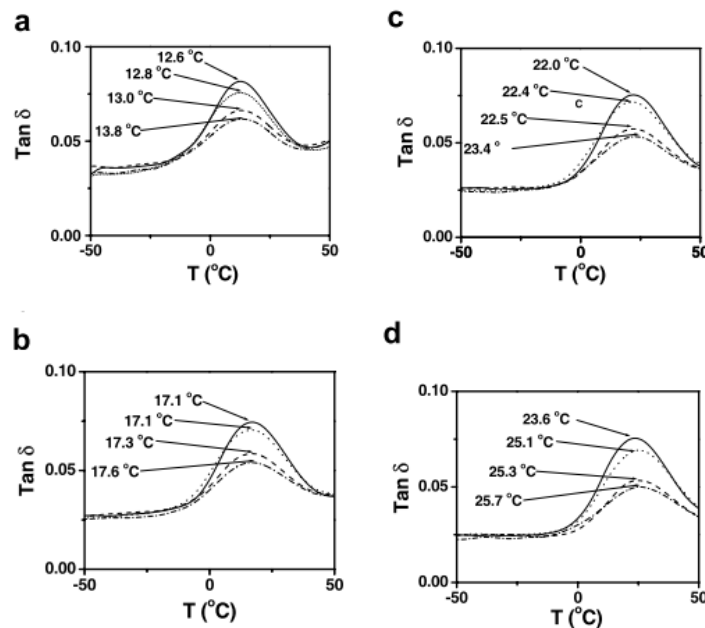 a
0.10
12.6 °C
12.8 °C
13.0 °C
13.8 °C
0.05
Tan δ
0.00
-50
0
50
T (°C)
c
0.10
22.0 °C
22.4 °C
c
22.5 °C
23.4 °
0.05
Tan δ
0.00
-50
0
50
T (°C)
b
0.10
17.1 °C
17.1 °C
17.3 °C
17.6 °C
0.05
Tan δ
0.00
-50
0
50
T (°C)
d
0.10
23.6 °C
25.1 °C
25.3 °C
25.7 °C
0.05
Tan δ
0.00
-50
0
50
T (°C)